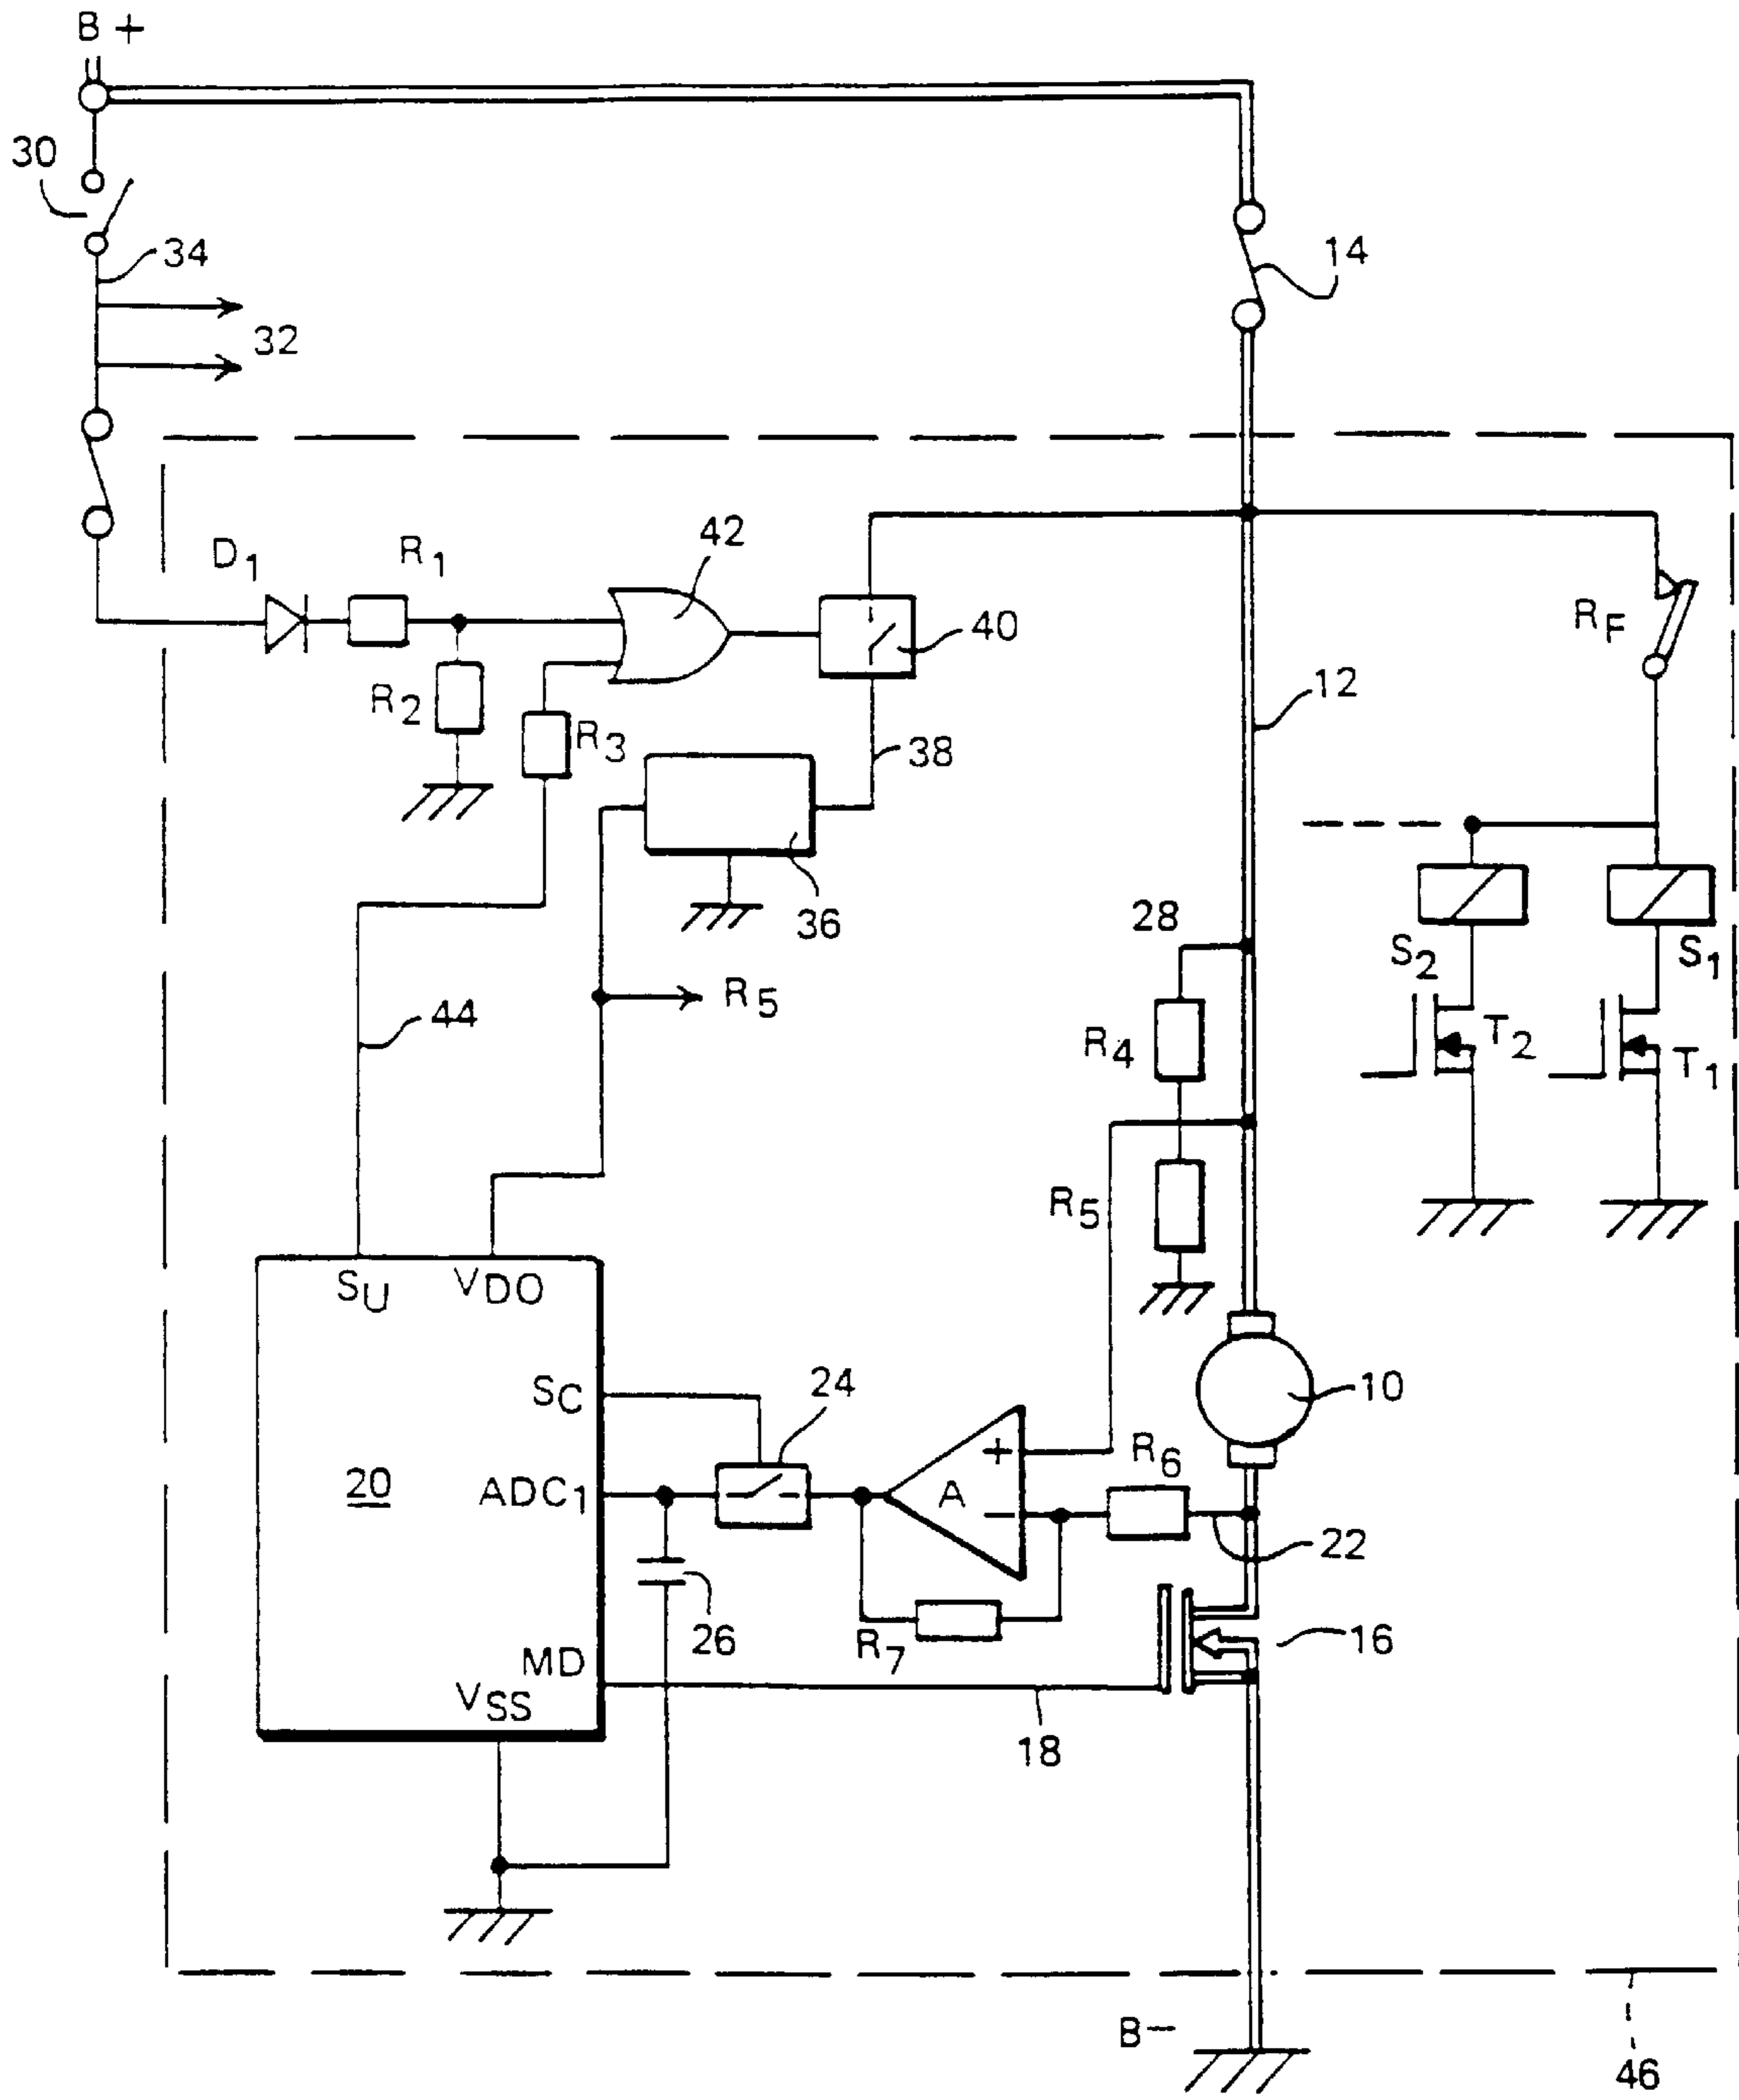 B +
30
34
14
32
D1
R1
42
RF
40
R2
R3
12
38
36
28
S2
S1
R5
44
R4
T2
T1
R5
SU
VDO
SC
24
10
R6
20
ADC1
A
+
−
22
26
R7
16
MD
VSS
18
B−
46